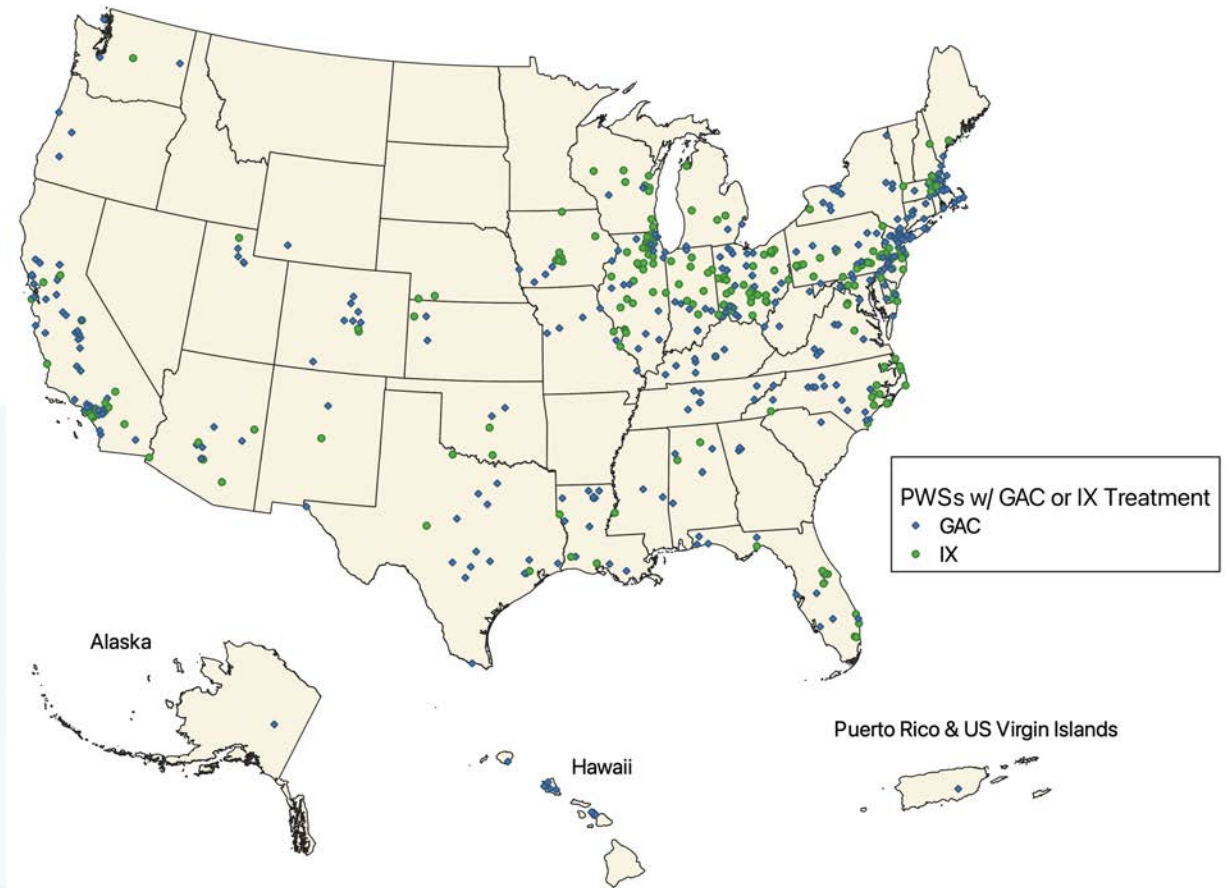 PWSs w/ GAC or IX Treatment
GAC
IX
Alaska
Hawaii
Puerto Rico & US Virgin Islands